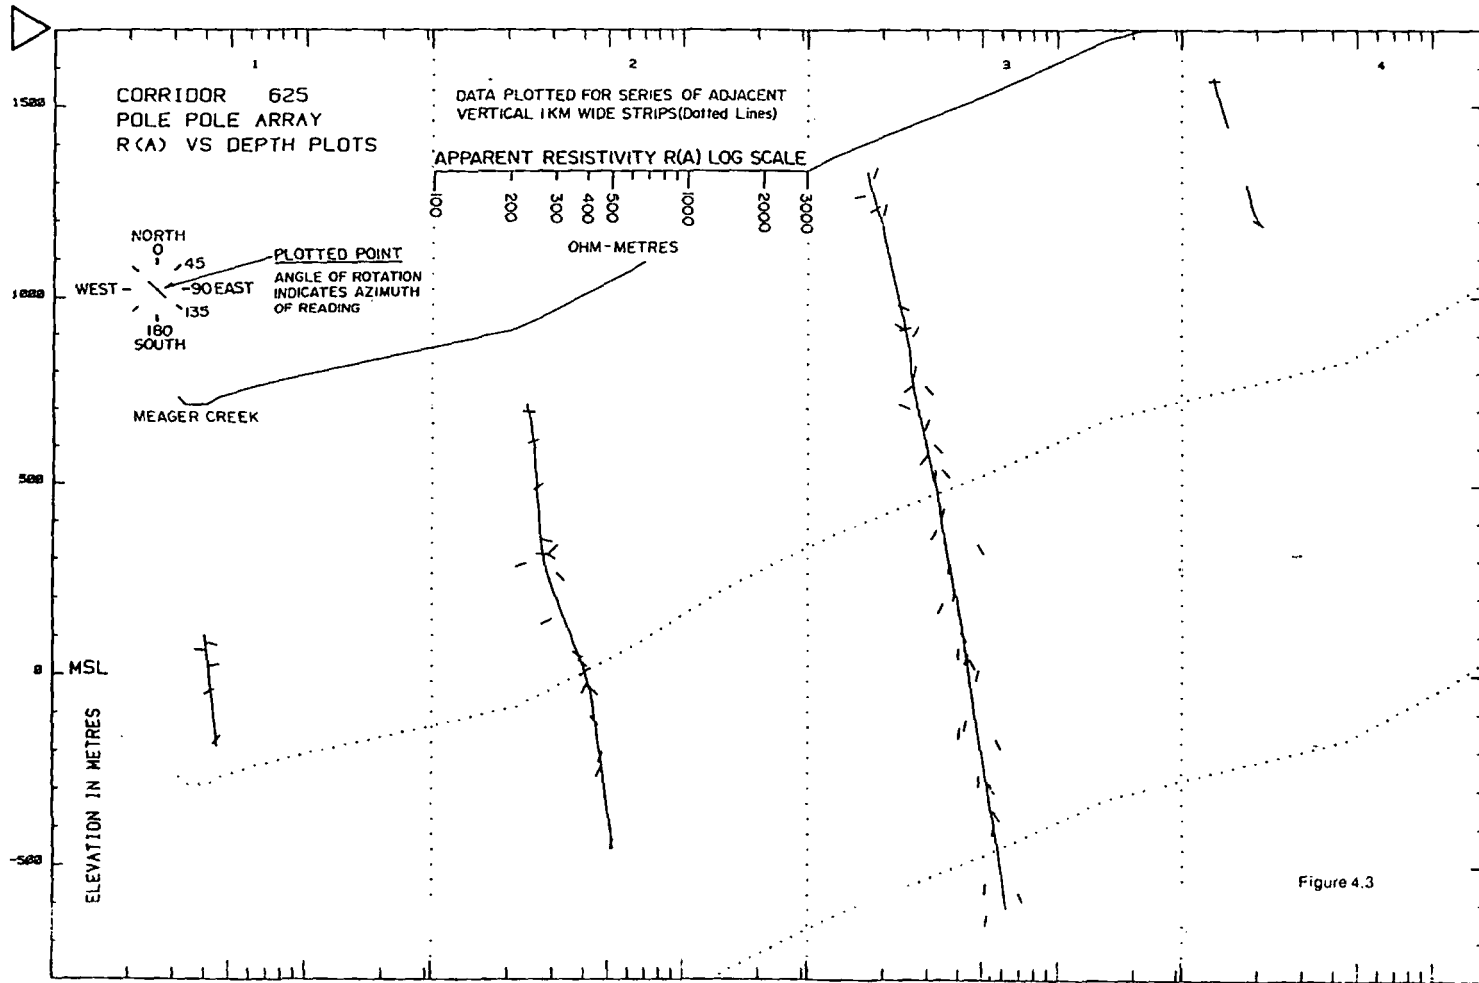 1 2 3 4
CORRIDOR 625
POLE POLE ARRAY
R(A) VS DEPTH PLOTS
DATA PLOTTED FOR SERIES OF ADJACENT
VERTICAL 1KM WIDE STRIPS(Dotted Lines)
APPARENT RESISTIVITY R(A) LOG SCALE
100 200 300 400 500 1000 2000 3000
OHM-METRES
NORTH
0
45
WEST 90 EAST
135
180
SOUTH
PLOTTED POINT
ANGLE OF ROTATION
INDICATES AZIMUTH
OF READING
MEAGER CREEK
1500
1000
500
0 MSL
-500
ELEVATION IN METRES
Figure 4.3